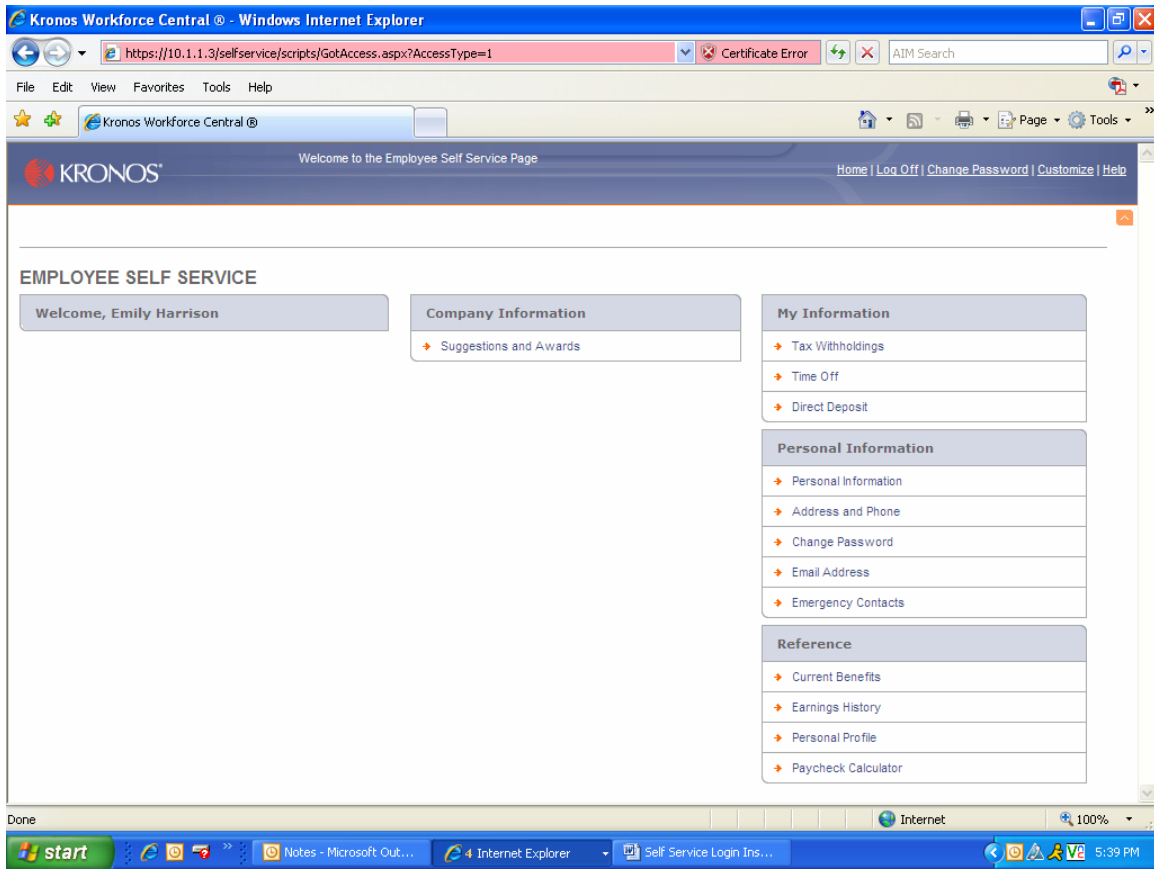 Kronos Workforce Central ® - Windows Internet Explorer
https://10.1.1.3/selfservice/scripts/GotAccess.aspx?AccessType=1
Certificate Error
AIM Search
File Edit View Favorites Tools Help
Kronos Workforce Central ®
Page Tools
KRONOS®
Welcome to the Employee Self Service Page
Home | Log Off | Change Password | Customize | Help
EMPLOYEE SELF SERVICE
Welcome, Emily Harrison
Company Information
Suggestions and Awards
My Information
Tax Withholdings
Time Off
Direct Deposit
Personal Information
Personal Information
Address and Phone
Change Password
Email Address
Emergency Contacts
Reference
Current Benefits
Earnings History
Personal Profile
Paycheck Calculator
Done
Internet
100%
start
Notes - Microsoft Out...
4 Internet Explorer
Self Service Login Ins...
5:39 PM